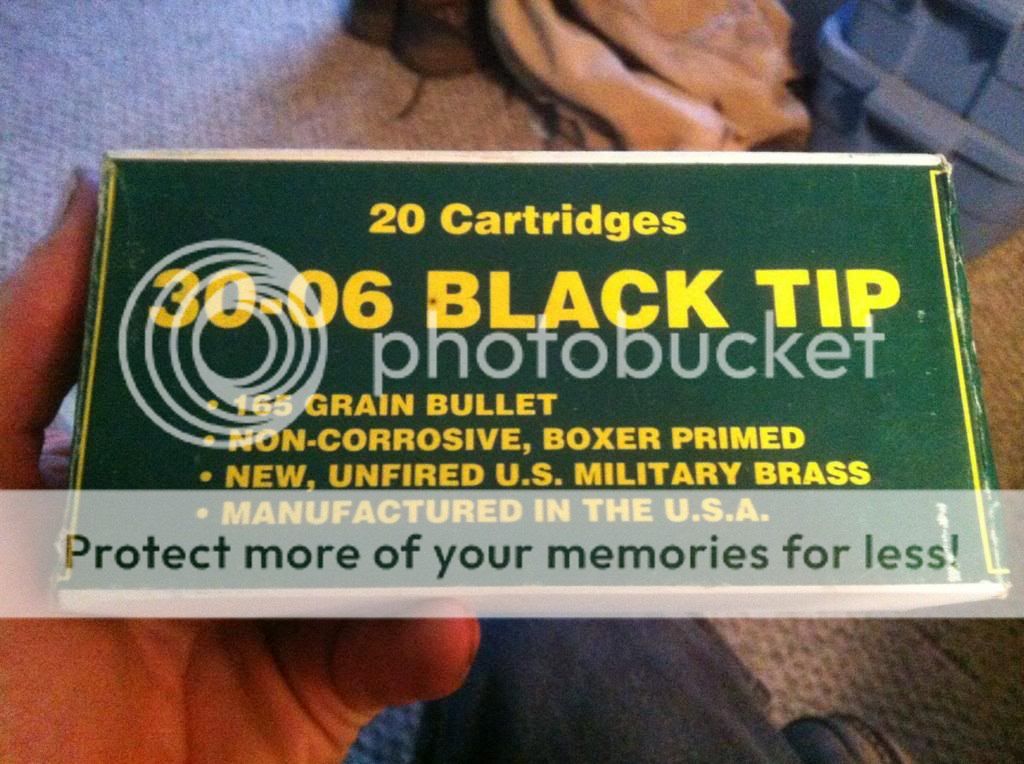 20 Cartridges
30-06 BLACK TIP
photobucket
• 165 GRAIN BULLET
• NON-CORROSIVE, BOXER PRIMED
• NEW, UNFIRED U.S. MILITARY BRASS
• MANUFACTURED IN THE U.S.A.
Protect more of your memories for less!